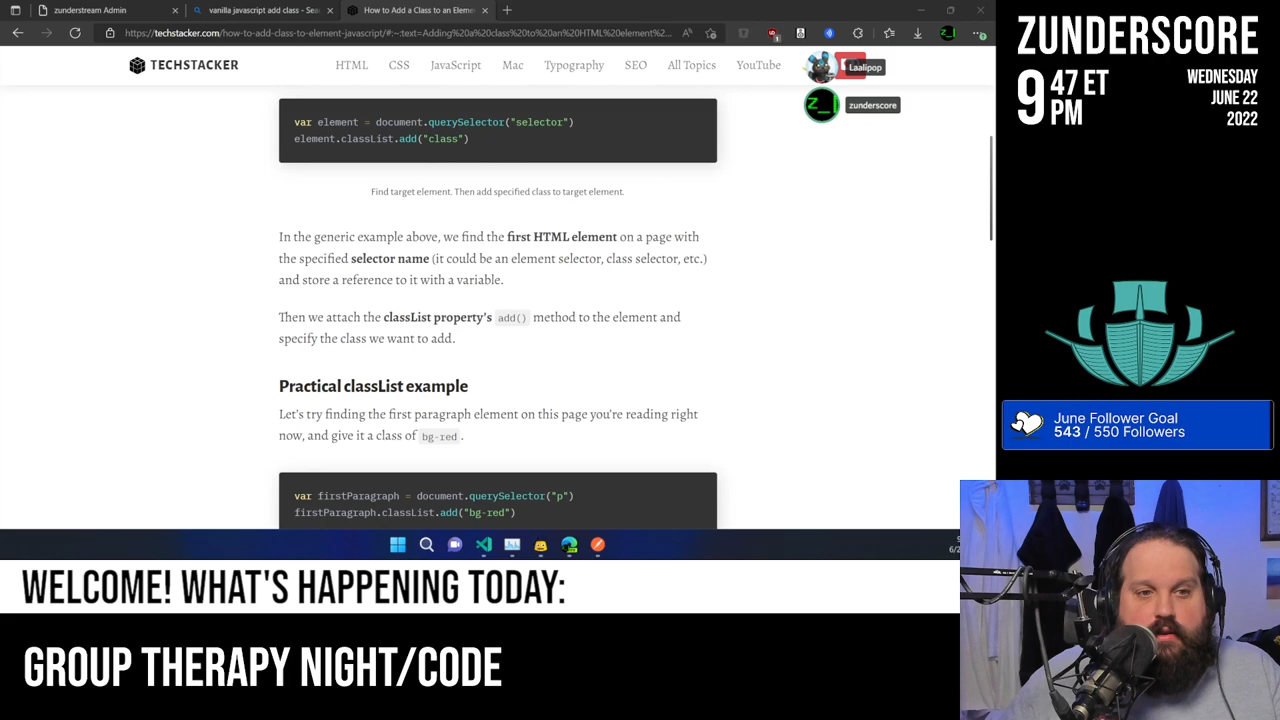 zunderstream Admin
vanilla javascript add class - Sea
How to Add a Class to an Eleme
https://techstacker.com/how-to-add-class-to-element-javascript/#:~:text=Adding%20a%20class%20to%20an%20HTML%20element%2...
TECHSTACKER
HTML
CSS
JavaScript
Mac
Typography
SEO
All Topics
YouTube
Laalipop
z_|
zunderscore
var element = document.querySelector("selector")
element.classList.add("class")
Find target element. Then add specified class to target element.
In the generic example above, we find the first HTML element on a page with
the specified selector name (it could be an element selector, class selector, etc.)
and store a reference to it with a variable.
Then we attach the classList property's add() method to the element and
specify the class we want to add.
Practical classList example
Let's try finding the first paragraph element on this page you're reading right
now, and give it a class of bg-red .
var firstParagraph = document.querySelector("p")
firstParagraph.classList.add("bg-red")
ZUNDERSCORE
9 47 ET
PM
WEDNESDAY
JUNE 22
2022
June Follower Goal
543 / 550 Followers
WELCOME! WHAT'S HAPPENING TODAY:
GROUP THERAPY NIGHT/CODE